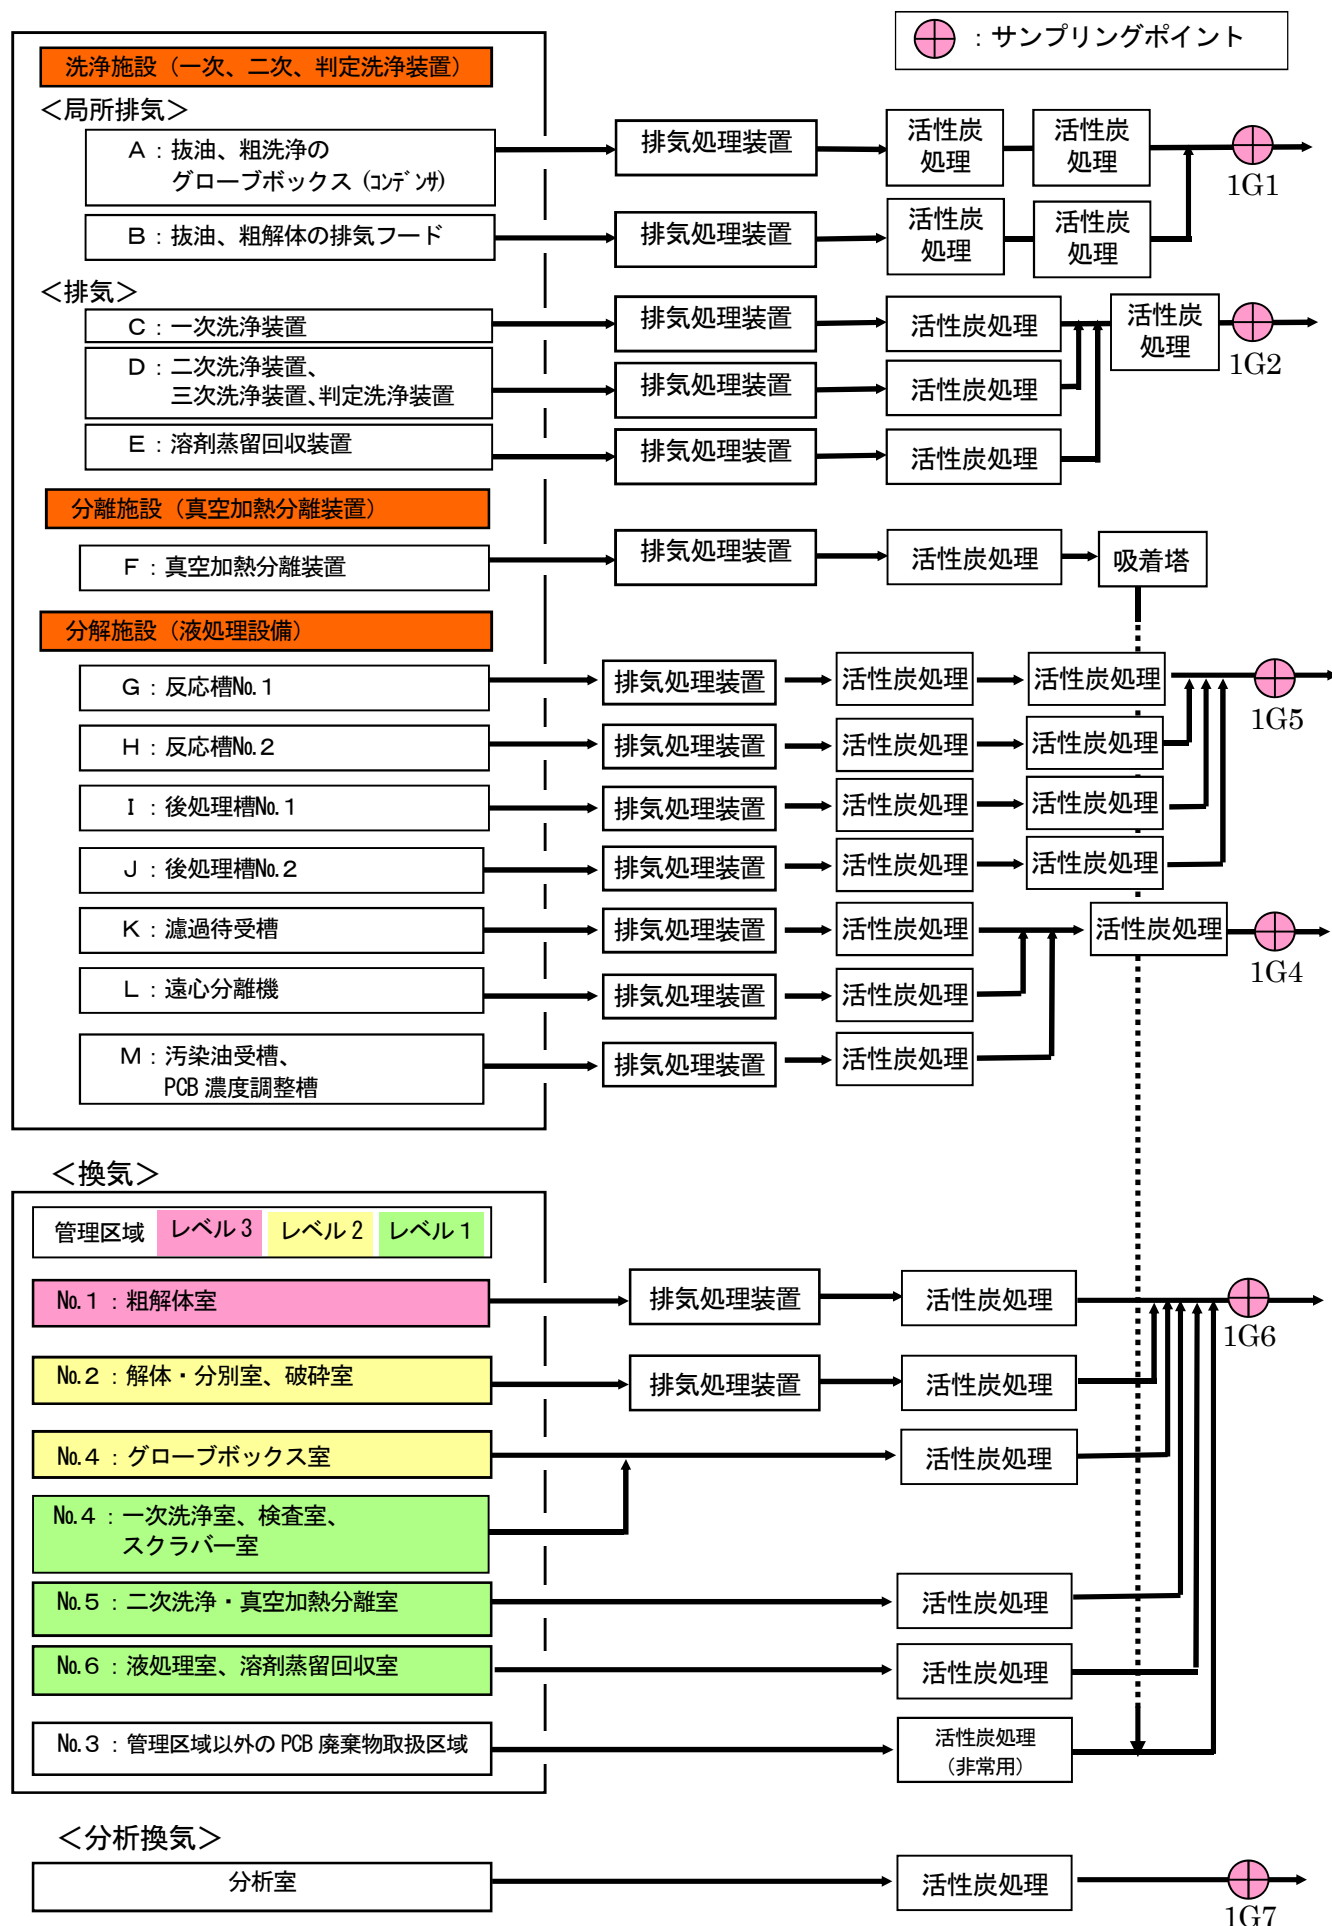 ：サンプリングポイント
洗浄施設（一次、二次、判定洗浄装置）
＜局所排気＞
Ａ：抜油、粗洗浄の
グローブボックス（ｺﾝﾃﾞﾝｻ）
排気処理装置
活性炭
処理
活性炭
処理
1G1
Ｂ：抜油、粗解体の排気フード
排気処理装置
活性炭
処理
活性炭
処理
＜排気＞
Ｃ：一次洗浄装置
排気処理装置
活性炭処理
活性炭
処理
1G2
Ｄ：二次洗浄装置、
三次洗浄装置、判定洗浄装置
排気処理装置
活性炭処理
Ｅ：溶剤蒸留回収装置
排気処理装置
活性炭処理
分離施設（真空加熱分離装置）
Ｆ：真空加熱分離装置
排気処理装置
活性炭処理
吸着塔
分解施設（液処理設備）
Ｇ：反応槽№1
排気処理装置
活性炭処理
活性炭処理
1G5
Ｈ：反応槽№2
排気処理装置
活性炭処理
活性炭処理
Ｉ：後処理槽№1
排気処理装置
活性炭処理
活性炭処理
Ｊ：後処理槽№2
排気処理装置
活性炭処理
活性炭処理
Ｋ：濾過待受槽
排気処理装置
活性炭処理
活性炭処理
1G4
Ｌ：遠心分離機
排気処理装置
活性炭処理
Ｍ：汚染油受槽、
PCB 濃度調整槽
排気処理装置
活性炭処理
＜換気＞
管理区域 レベル3 レベル2 レベル1
№1：粗解体室
排気処理装置
活性炭処理
1G6
№2：解体・分別室、破砕室
排気処理装置
活性炭処理
№4：グローブボックス室
活性炭処理
№4：一次洗浄室、検査室、
スクラバー室
№5：二次洗浄・真空加熱分離室
活性炭処理
№6：液処理室、溶剤蒸留回収室
活性炭処理
№3：管理区域以外の PCB 廃棄物取扱区域
活性炭処理
（非常用）
＜分析換気＞
分析室
活性炭処理
1G7